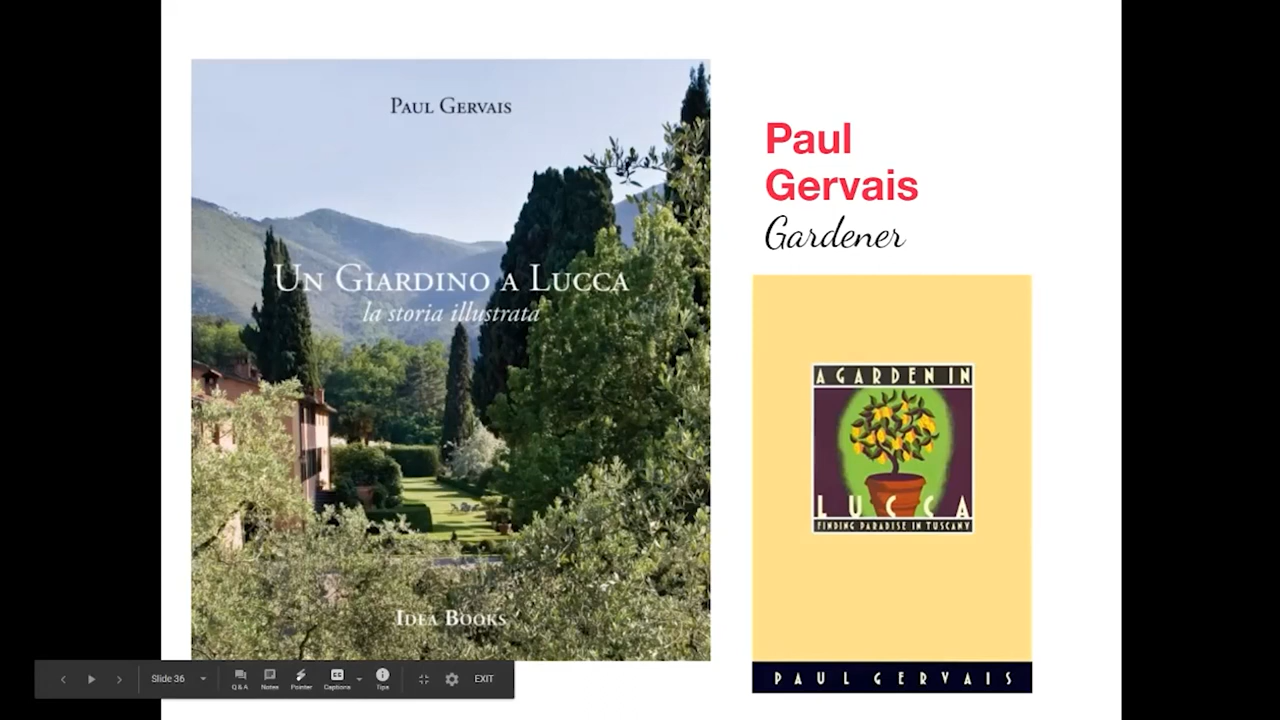 PAUL GERVAIS
UN GIARDINO A LUCCA
la storia illustrata
IDEA BOOKS
Paul
Gervais
Gardener
A GARDEN IN
LUCCA
FINDING PARADISE IN TUSCANY
PAUL GERVAIS
Slide 36
Q & A
Notes
Pointer
Captions
Tips
EXIT